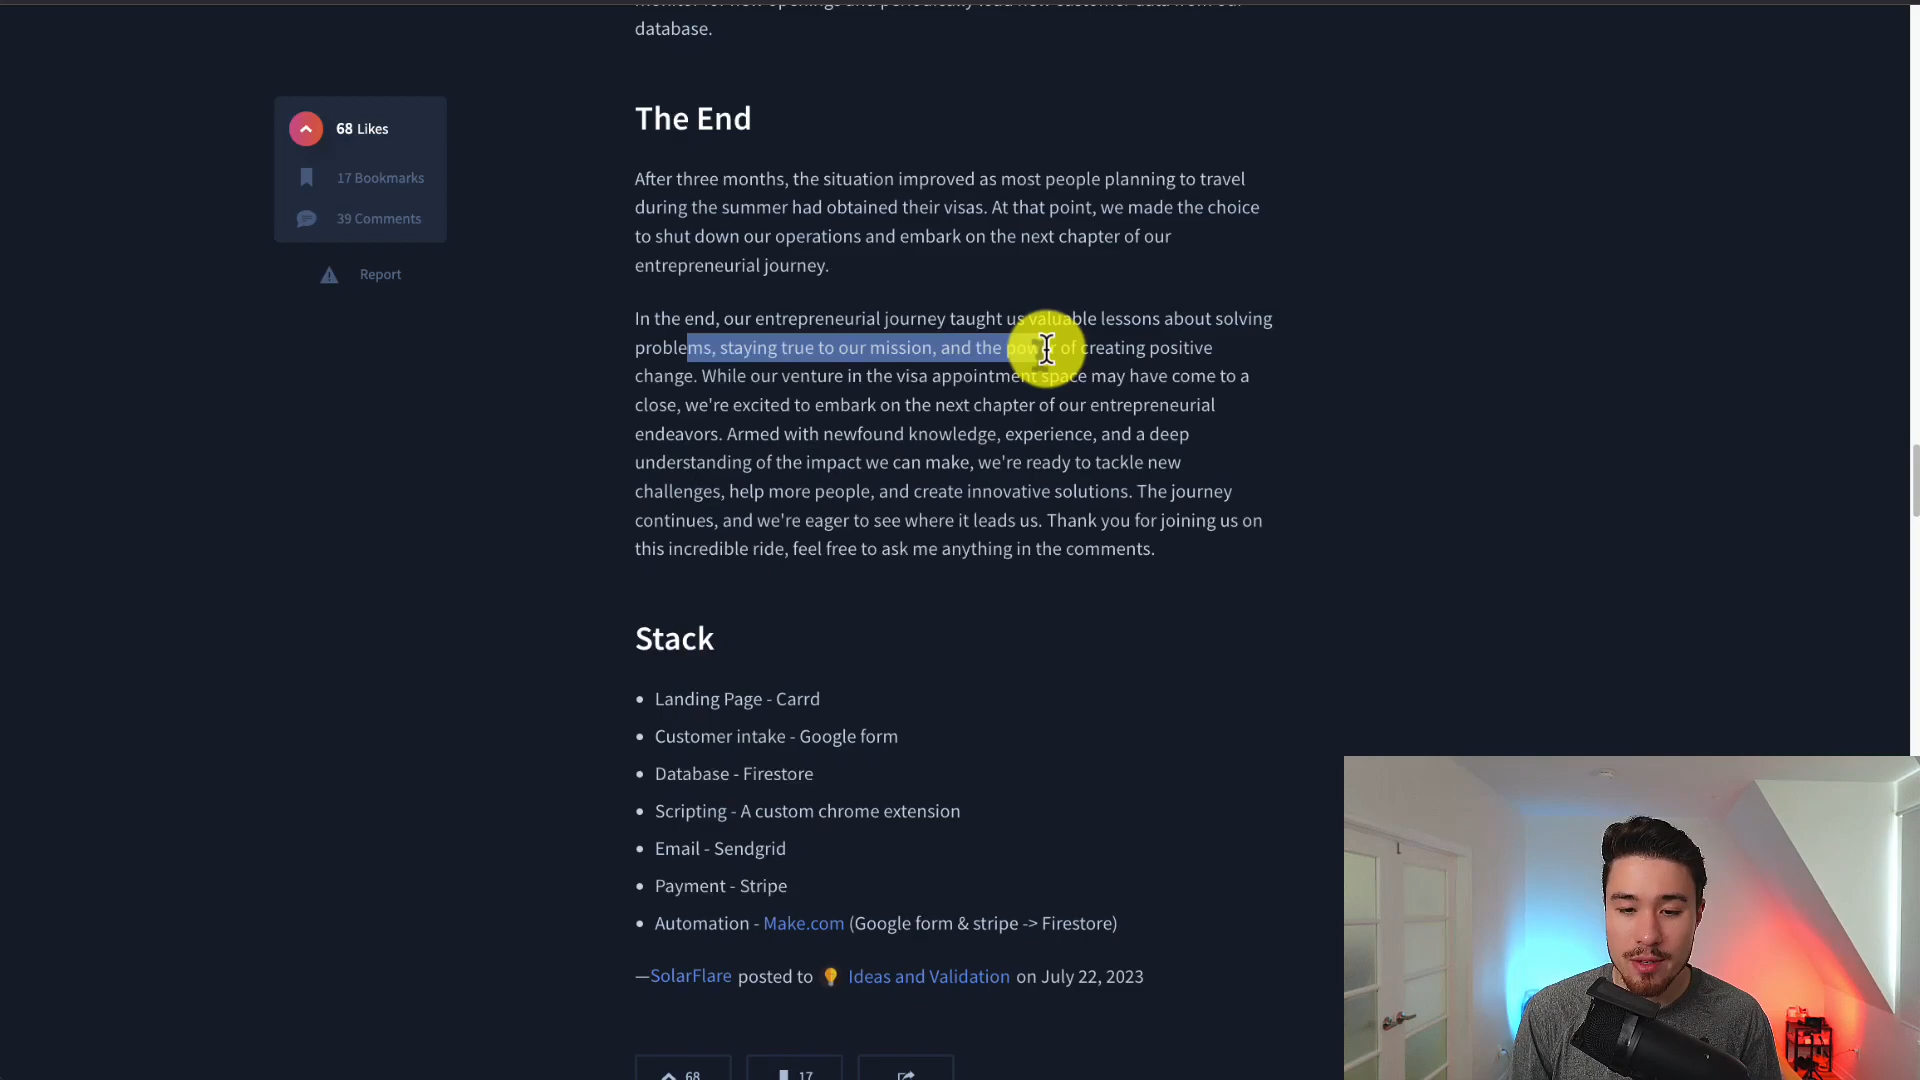 database.
The End
68 Likes
17 Bookmarks
39 Comments
Report
After three months, the situation improved as most people planning to travel
during the summer had obtained their visas. At that point, we made the choice
to shut down our operations and embark on the next chapter of our
entrepreneurial journey.
In the end, our entrepreneurial journey taught us valuable lessons about solving
problems, staying true to our mission, and the power of creating positive
change. While our venture in the visa appointment space may have come to a
close, we're excited to embark on the next chapter of our entrepreneurial
endeavors. Armed with newfound knowledge, experience, and a deep
understanding of the impact we can make, we're ready to tackle new
challenges, help more people, and create innovative solutions. The journey
continues, and we're eager to see where it leads us. Thank you for joining us on
this incredible ride, feel free to ask me anything in the comments.
Stack
• Landing Page - Carrd
• Customer intake - Google form
• Database - Firestore
• Scripting - A custom chrome extension
• Email - Sendgrid
• Payment - Stripe
• Automation - Make.com (Google form & stripe -> Firestore)
—SolarFlare posted to Ideas and Validation on July 22, 2023
68 17